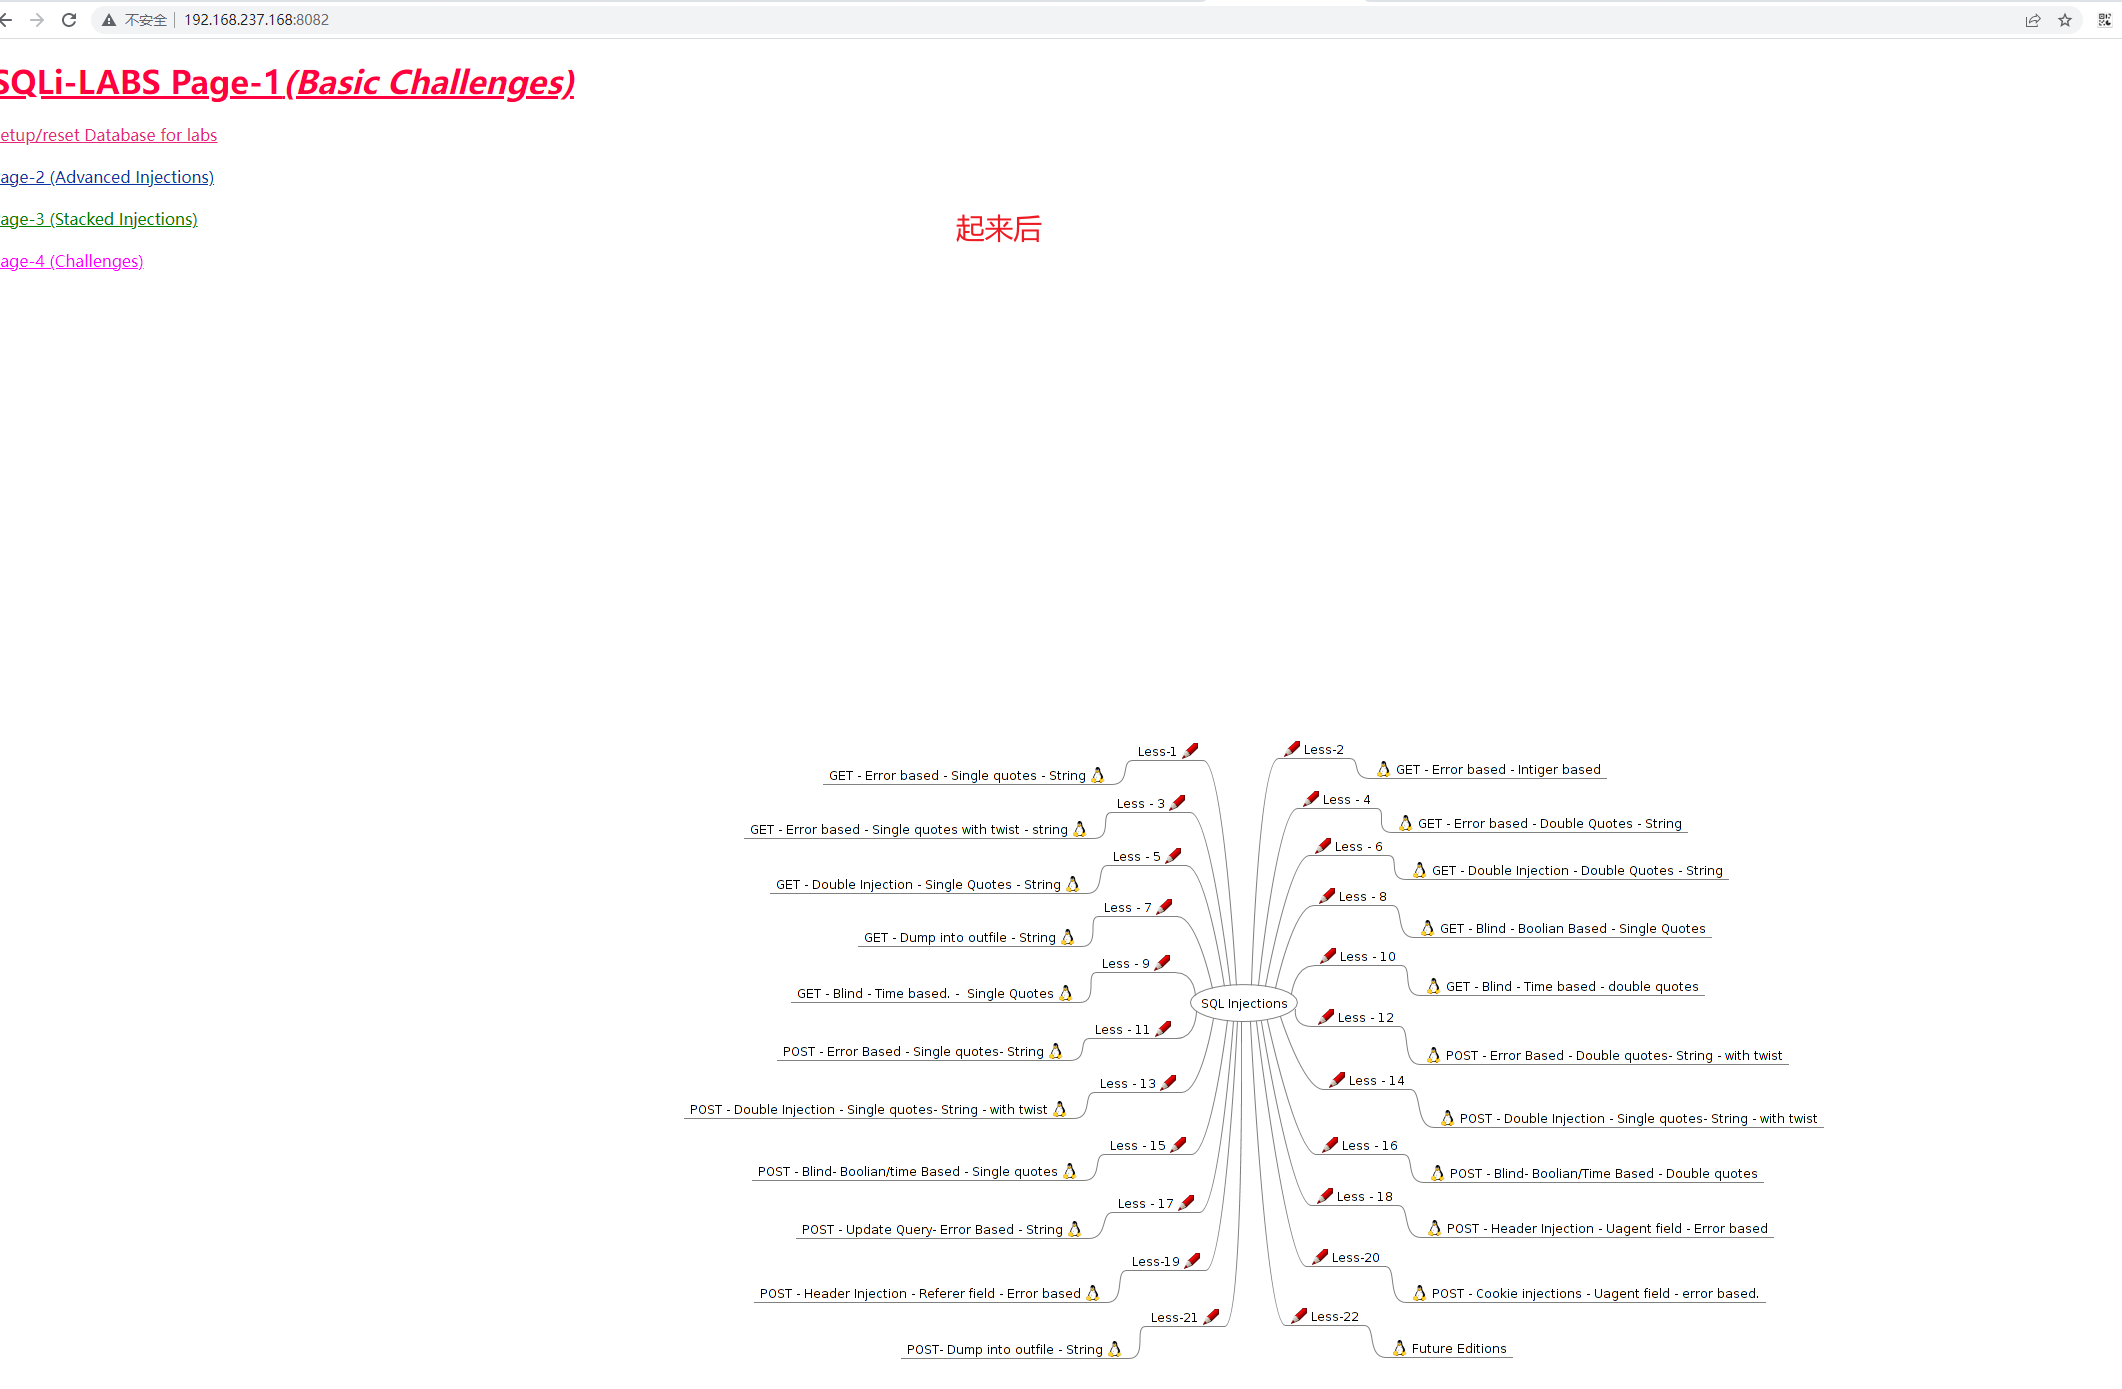 不安全 192.168.237.168:8082
SQLi-LABS Page-1(Basic Challenges)
etup/reset Database for labs
age-2 (Advanced Injections)
age-3 (Stacked Injections)
起来后
age-4 (Challenges)
Less-1
GET - Error based - Single quotes - String
Less - 3
GET - Error based - Single quotes with twist - string
Less - 5
GET - Double Injection - Single Quotes - String
Less - 7
GET - Dump into outfile - String
Less - 9
GET - Blind - Time based. - Single Quotes
Less - 11
POST - Error Based - Single quotes- String
Less - 13
POST - Double Injection - Single quotes- String - with twist
Less - 15
POST - Blind- Boolian/time Based - Single quotes
Less - 17
POST - Update Query- Error Based - String
Less-19
POST - Header Injection - Referer field - Error based
Less-21
POST- Dump into outfile - String
SQL Injections
Less-2
GET - Error based - Intiger based
Less - 4
GET - Error based - Double Quotes - String
Less - 6
GET - Double Injection - Double Quotes - String
Less - 8
GET - Blind - Boolian Based - Single Quotes
Less - 10
GET - Blind - Time based - double quotes
Less - 12
POST - Error Based - Double quotes- String - with twist
Less - 14
POST - Double Injection - Single quotes- String - with twist
Less - 16
POST - Blind- Boolian/Time Based - Double quotes
Less - 18
POST - Header Injection - Uagent field - Error based
Less-20
POST - Cookie injections - Uagent field - error based.
Less-22
Future Editions